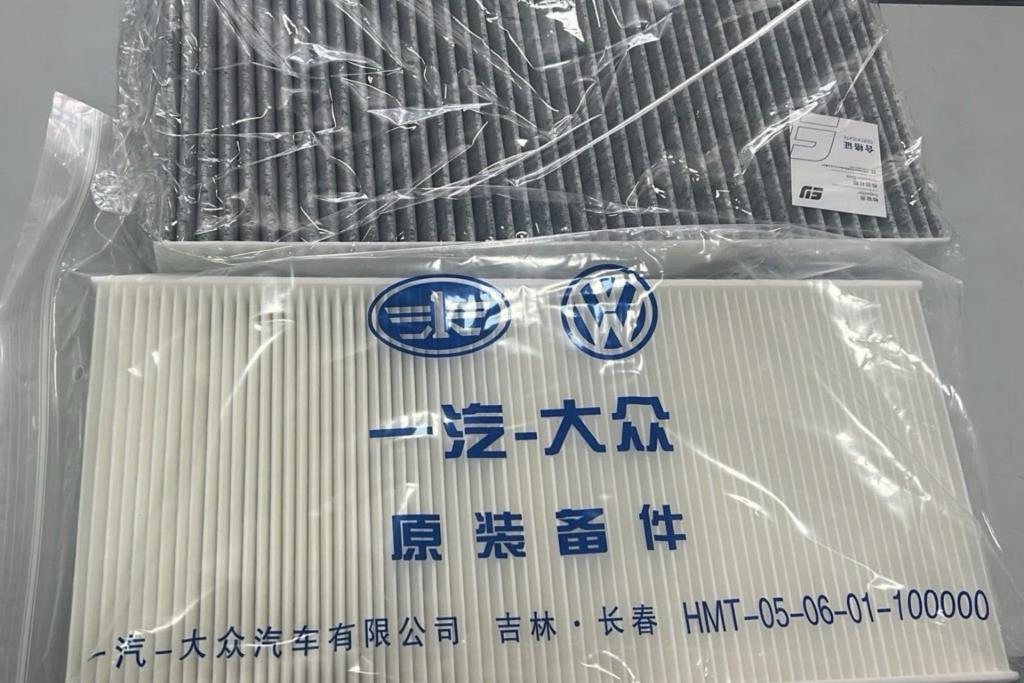 合格证
CERTIFICATE
一汽-大众
原装备件
一汽-大众汽车有限公司 吉林·长春 HMT-05-06-01-100000